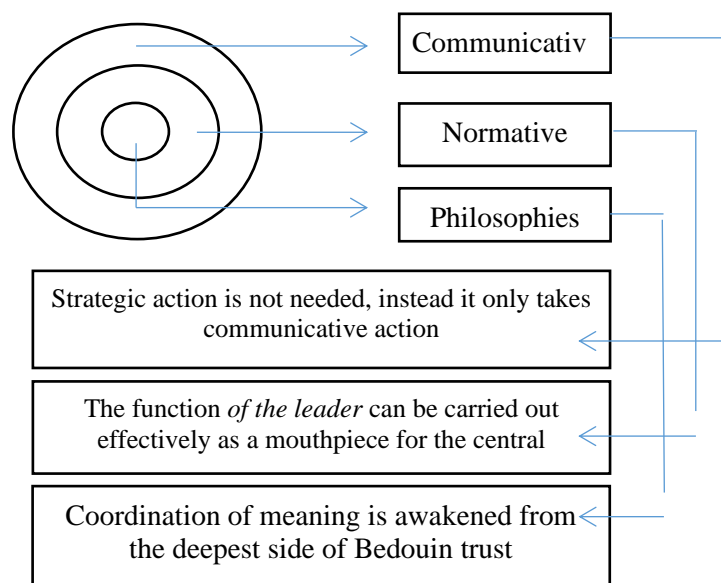 Communicativ
Normative
Philosophies
Strategic action is not needed, instead it only takes
communicative action
The function of the leader can be carried out
effectively as a mouthpiece for the central
Coordination of meaning is awakened from
the deepest side of Bedouin trust